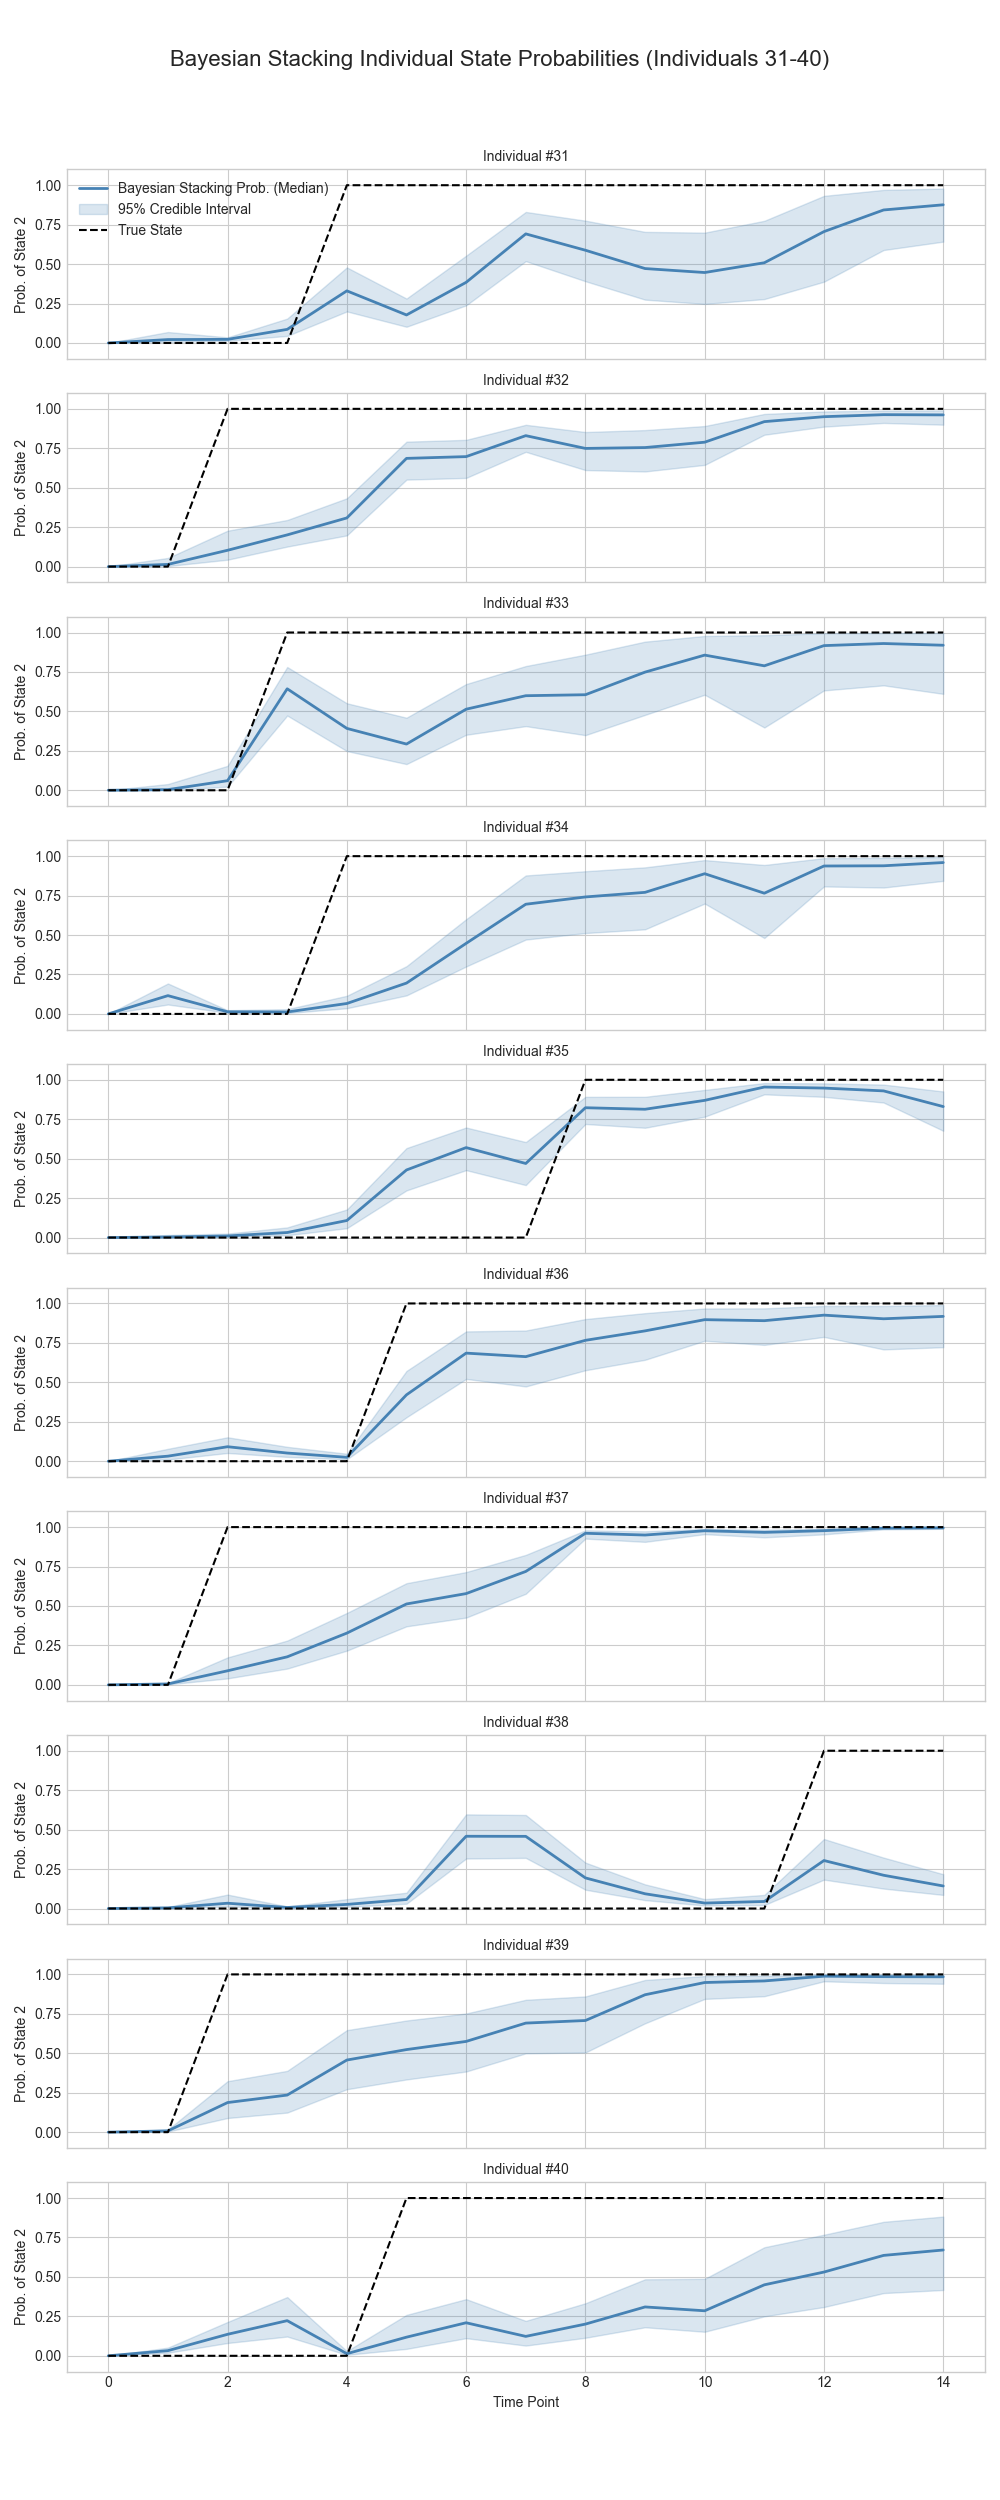 Bayesian Stacking Individual State Probabilities (Individuals 31-40)
Individual #31
1.00
0.75
0.50
0.25
0.00
Prob. of State 2
Bayesian Stacking Prob. (Median)
95% Credible Interval
True State
Individual #32
1.00
0.75
0.50
0.25
0.00
Prob. of State 2
Individual #33
1.00
0.75
0.50
0.25
0.00
Prob. of State 2
Individual #34
1.00
0.75
0.50
0.25
0.00
Prob. of State 2
Individual #35
1.00
0.75
0.50
0.25
0.00
Prob. of State 2
Individual #36
1.00
0.75
0.50
0.25
0.00
Prob. of State 2
Individual #37
1.00
0.75
0.50
0.25
0.00
Prob. of State 2
Individual #38
1.00
0.75
0.50
0.25
0.00
Prob. of State 2
Individual #39
1.00
0.75
0.50
0.25
0.00
Prob. of State 2
Individual #40
1.00
0.75
0.50
0.25
0.00
Prob. of State 2
0 2 4 6 8 10 12 14
Time Point